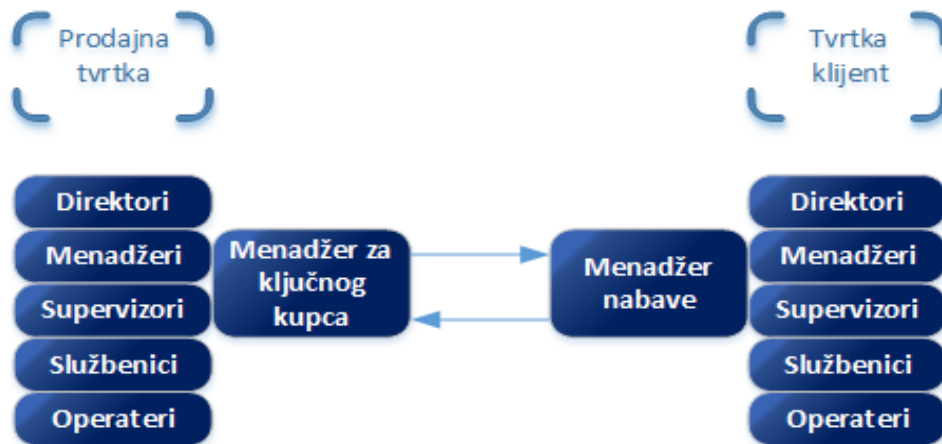 Prodajna
tvrtka
Tvrtka
klijent
Direktori
Menadžeri
Supervizori
Službenici
Operateri
Menadžer za
ključnog
kupca
Menadžer
nabave
Direktori
Menadžeri
Supervizori
Službenici
Operateri